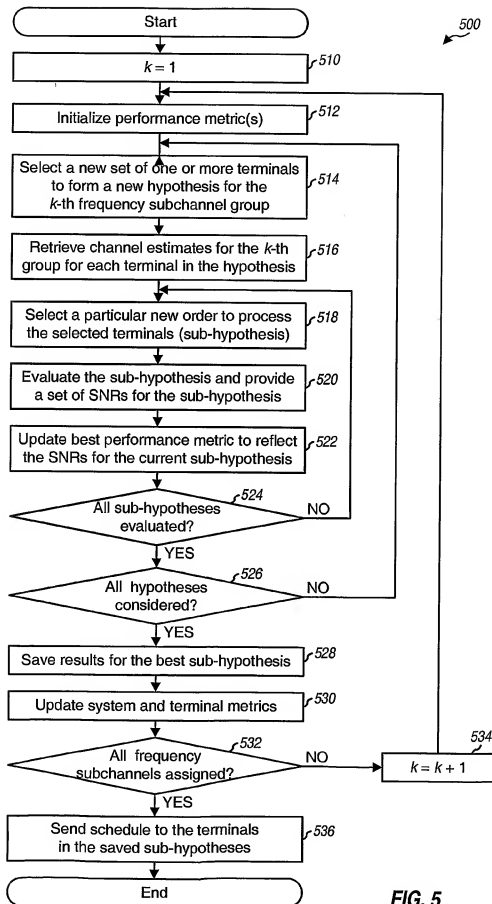 Start
500
k = 1
510
Initialize performance metric(s)
512
Select a new set of one or more terminals
to form a new hypothesis for the
k-th frequency subchannel group
514
Retrieve channel estimates for the k-th
group for each terminal in the hypothesis
516
Select a particular new order to process
the selected terminals (sub-hypothesis)
518
Evaluate the sub-hypothesis and provide
a set of SNRs for the sub-hypothesis
520
Update best performance metric to reflect
the SNRs for the current sub-hypothesis
522
524
All sub-hypotheses
evaluated?
NO
YES
526
All hypotheses
considered?
NO
YES
Save results for the best sub-hypothesis
528
Update system and terminal metrics
530
532
All frequency
subchannels assigned?
NO
534
k = k + 1
YES
Send schedule to the terminals
in the saved sub-hypotheses
536
End
FIG. 5